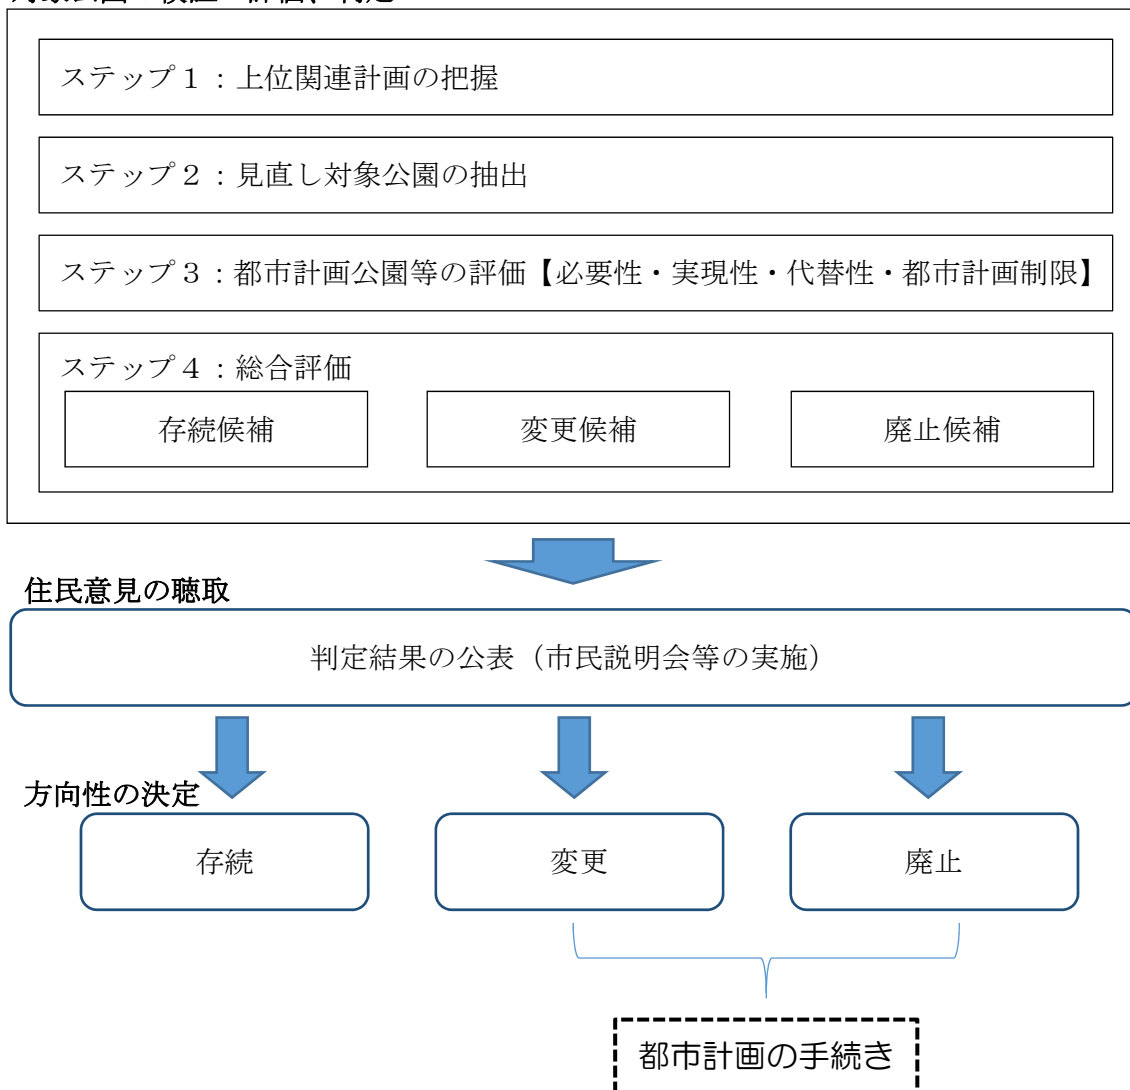 ステップ１：上位関連計画の把握
ステップ２：見直し対象公園の抽出
ステップ３：都市計画公園等の評価【必要性・実現性・代替性・都市計画制限】
ステップ４：総合評価
存続候補
変更候補
廃止候補
住民意見の聴取
判定結果の公表（市民説明会等の実施）
方向性の決定
存続
変更
廃止
都市計画の手続き